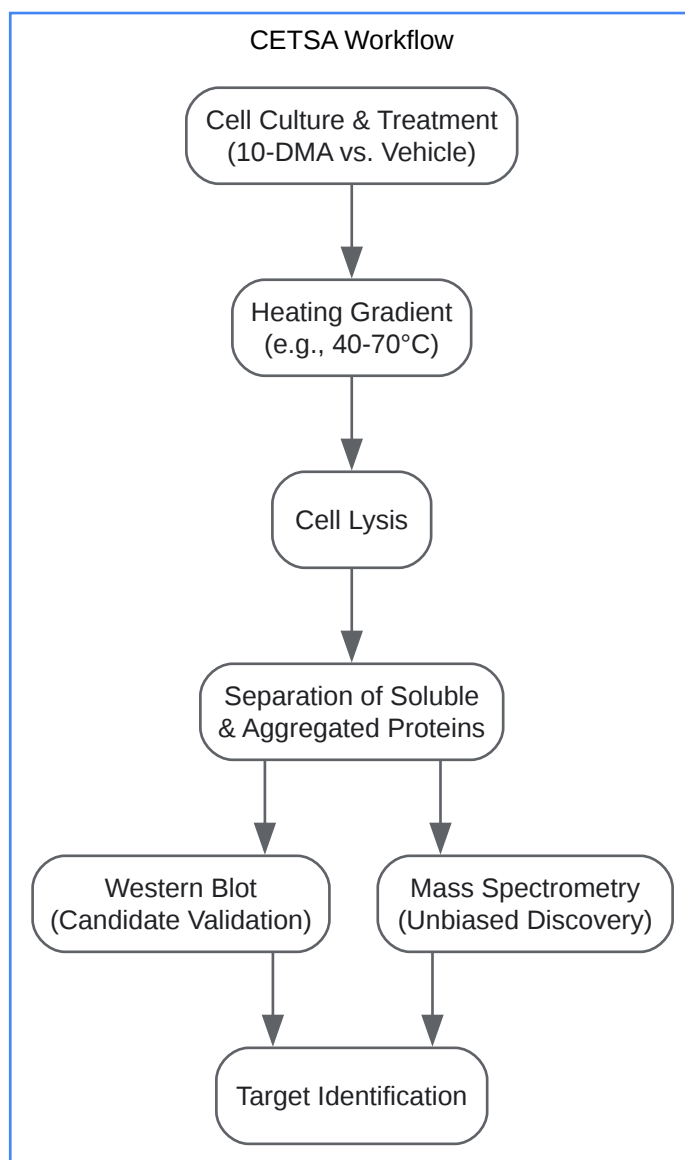 CETSA Workflow
Cell Culture & Treatment
(10-DMA vs. Vehicle)
Heating Gradient
(e.g., 40-70°C)
Cell Lysis
Separation of Soluble
& Aggregated Proteins
Western Blot
(Candidate Validation)
Mass Spectrometry
(Unbiased Discovery)
Target Identification